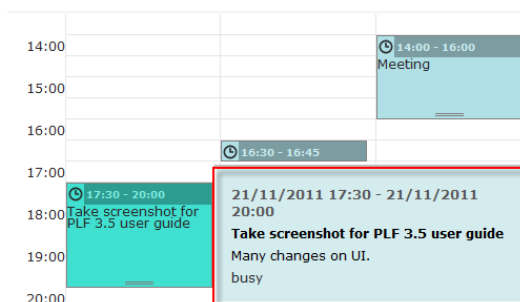 14:00
14:00 - 16:00
Meeting
15:00
16:00
16:30 - 16:45
17:00
17:30 - 20:00
Take screenshot for
PLF 3.5 user guide
18:00
19:00
20:00
21/11/2011 17:30 - 21/11/2011
20:00
Take screenshot for PLF 3.5 user guide
Many changes on UI.
busy